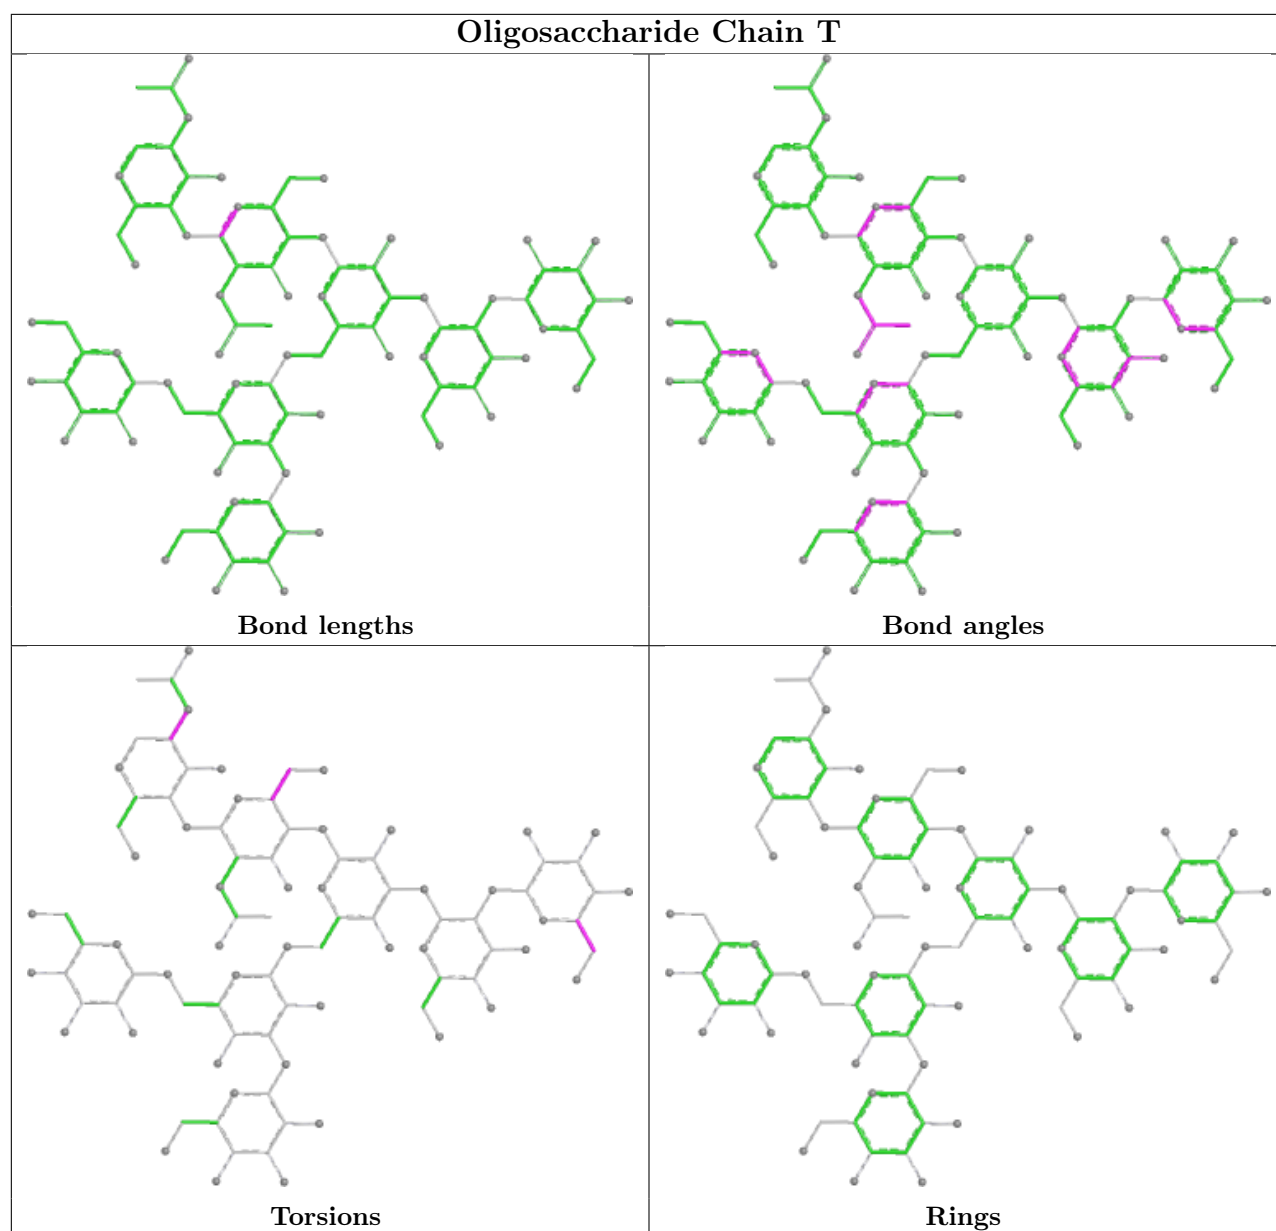 Oligosaccharide Chain T
Bond lengths
Bond angles
Torsions
Rings